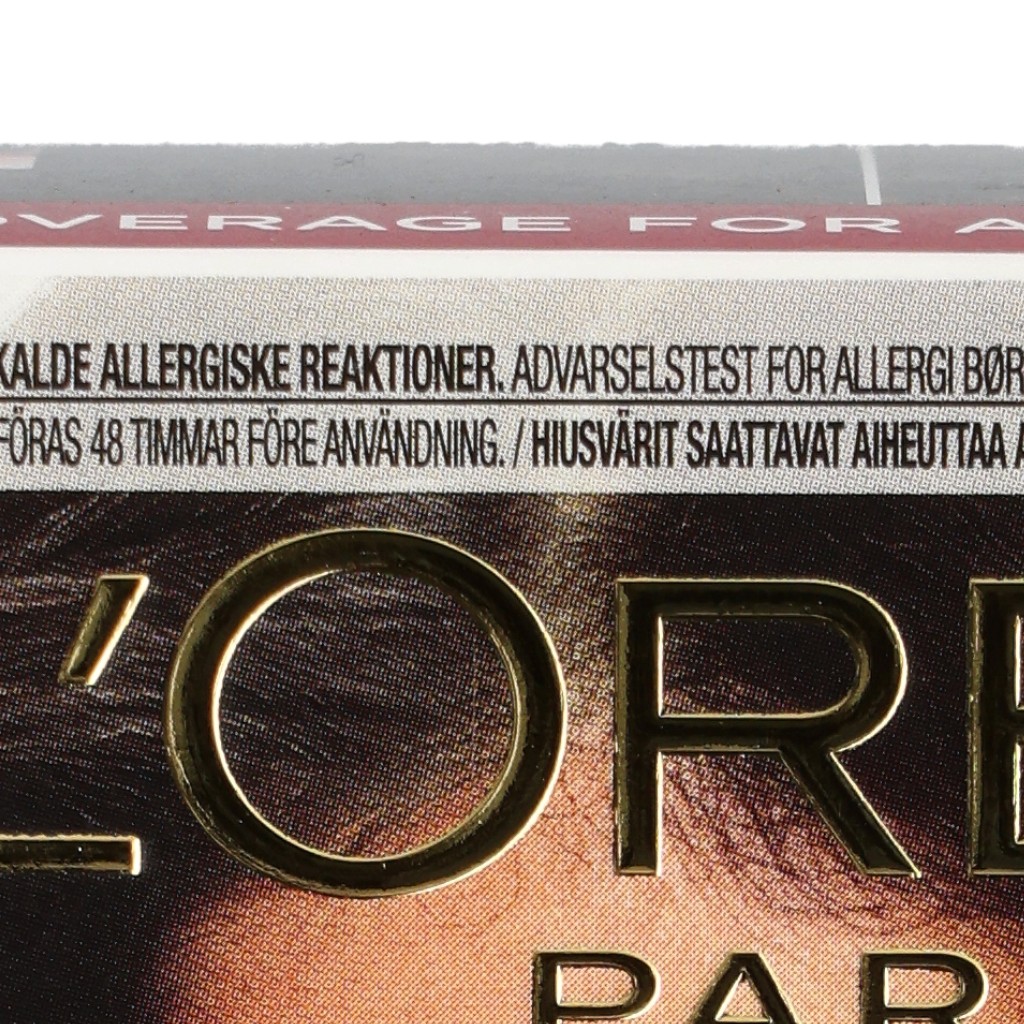 OVERAGE FOR A
KALDE ALLERGISKE REAKTIONER. ADVARSELSTEST FOR ALLERGI BØR
FÖRAS 48 TIMMAR FÖRE ANVÄNDNING. / HIUSVÄRIT SAATTAVAT AIHEUTTAA A
L'ORE
PAR